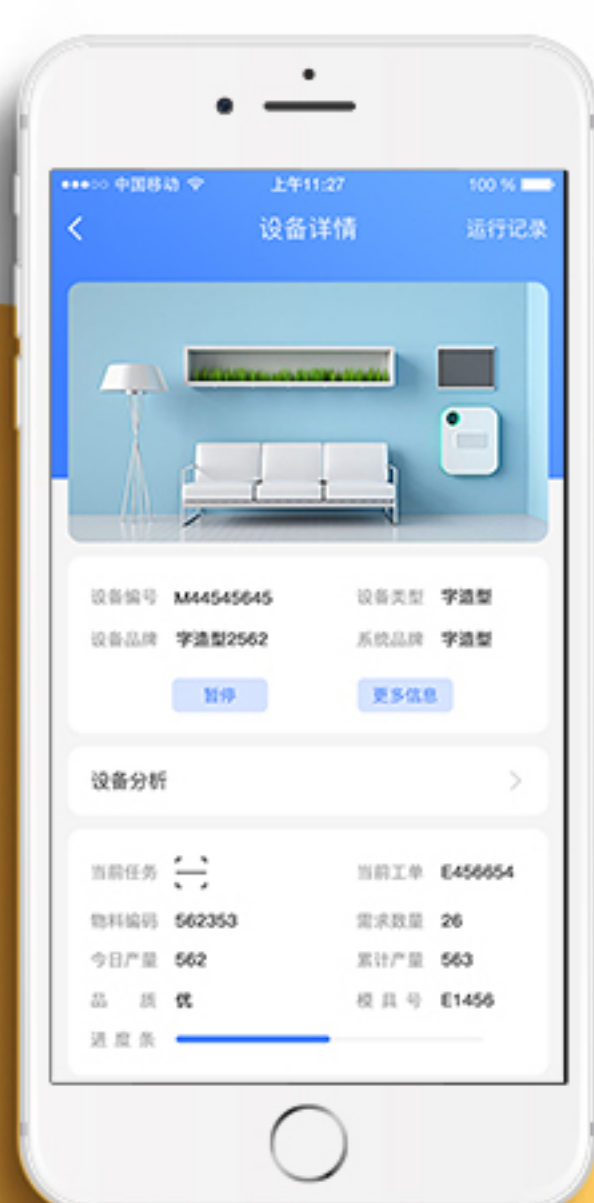 中国移动 上午11:27 100 %
设备详情 运行记录
设备编号 M44545645 设备类型 字造型
设备品牌 字造型2562 系统品牌 字造型
暂停 更多信息
设备分析
当前任务 当前工单 E456654
物料编码 562353 需求数量 26
今日产量 562 累计产量 563
品 质 优 模 具 号 E1456
进 度 条